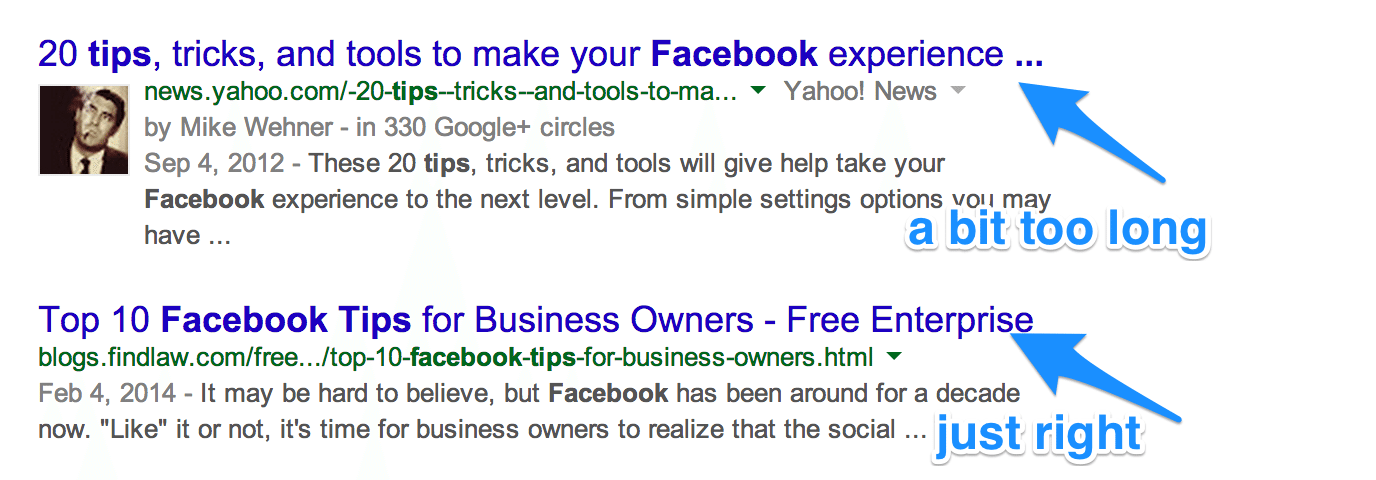 20 tips, tricks, and tools to make your Facebook experience ...
news.yahoo.com/-20-tips--tricks--and-tools-to-ma... Yahoo! News
by Mike Wehner - in 330 Google+ circles
Sep 4, 2012 - These 20 tips, tricks, and tools will give help take your
Facebook experience to the next level. From simple settings options you may
have ...
a bit too long
Top 10 Facebook Tips for Business Owners - Free Enterprise
blogs.findlaw.com/free.../top-10-facebook-tips-for-business-owners.html
Feb 4, 2014 - It may be hard to believe, but Facebook has been around for a decade
now. "Like" it or not, it's time for business owners to realize that the social ...
just right